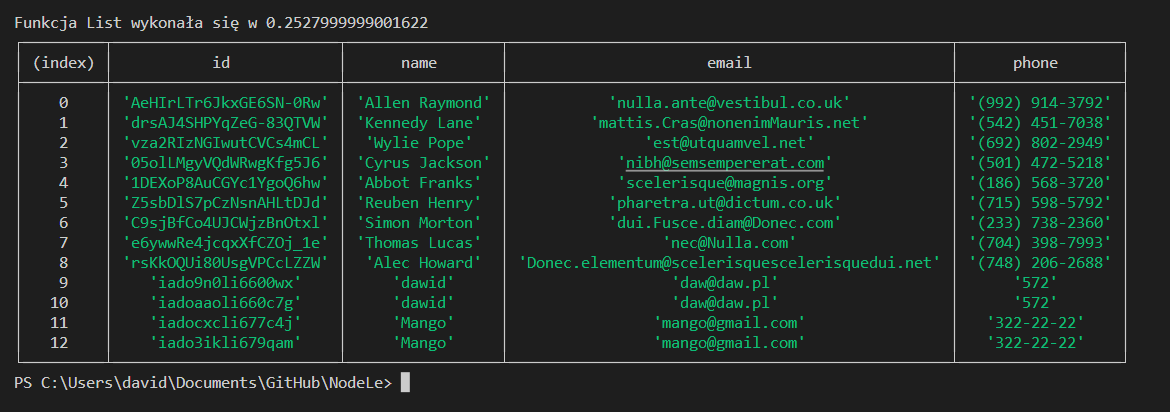 Funkcja List wykonała się w 0.2527999999001622
(index) id name email phone
0 'AeHIrLTr6JkxGE6SN-0Rw' 'Allen Raymond' 'nulla.ante@vestibul.co.uk' '(992) 914-3792'
1 'drsAJ4SHPYqZeG-83QTVW' 'Kennedy Lane' 'mattis.Cras@nonenimMauris.net' '(542) 451-7038'
2 'vza2RIzNGIwutCVCs4mCL' 'Wylie Pope' 'est@utquamvel.net' '(692) 802-2949'
3 '05olLMgyVQdWRwgKfg5J6' 'Cyrus Jackson' 'nibh@semsempererat.com' '(501) 472-5218'
4 '1DEXoP8AuCGYc1YgoQ6hw' 'Abbot Franks' 'scelerisque@magnis.org' '(186) 568-3720'
5 'Z5sbDlS7pCzNsnAHLtDJd' 'Reuben Henry' 'pharetra.ut@dictum.co.uk' '(715) 598-5792'
6 'C9sjBfCo4UJCWjzBnOtxl' 'Simon Morton' 'dui.Fusce.diam@Donec.com' '(233) 738-2360'
7 'e6ywwRe4jcqxXfCZOj_1e' 'Thomas Lucas' 'nec@Nulla.com' '(704) 398-7993'
8 'rsKkOQUi80UsgVPCcLZZW' 'Alec Howard' 'Donec.elementum@scelerisquescelerisquedui.net' '(748) 206-2688'
9 'iado9n0li6600wx' 'dawid' 'daw@daw.pl' '572'
10 'iadoaaoli660c7g' 'dawid' 'daw@daw.pl' '572'
11 'iadocxcli677c4j' 'Mango' 'mango@gmail.com' '322-22-22'
12 'iado3ikli679qam' 'Mango' 'mango@gmail.com' '322-22-22'
PS C:\Users\david\Documents\GitHub\NodeLe>